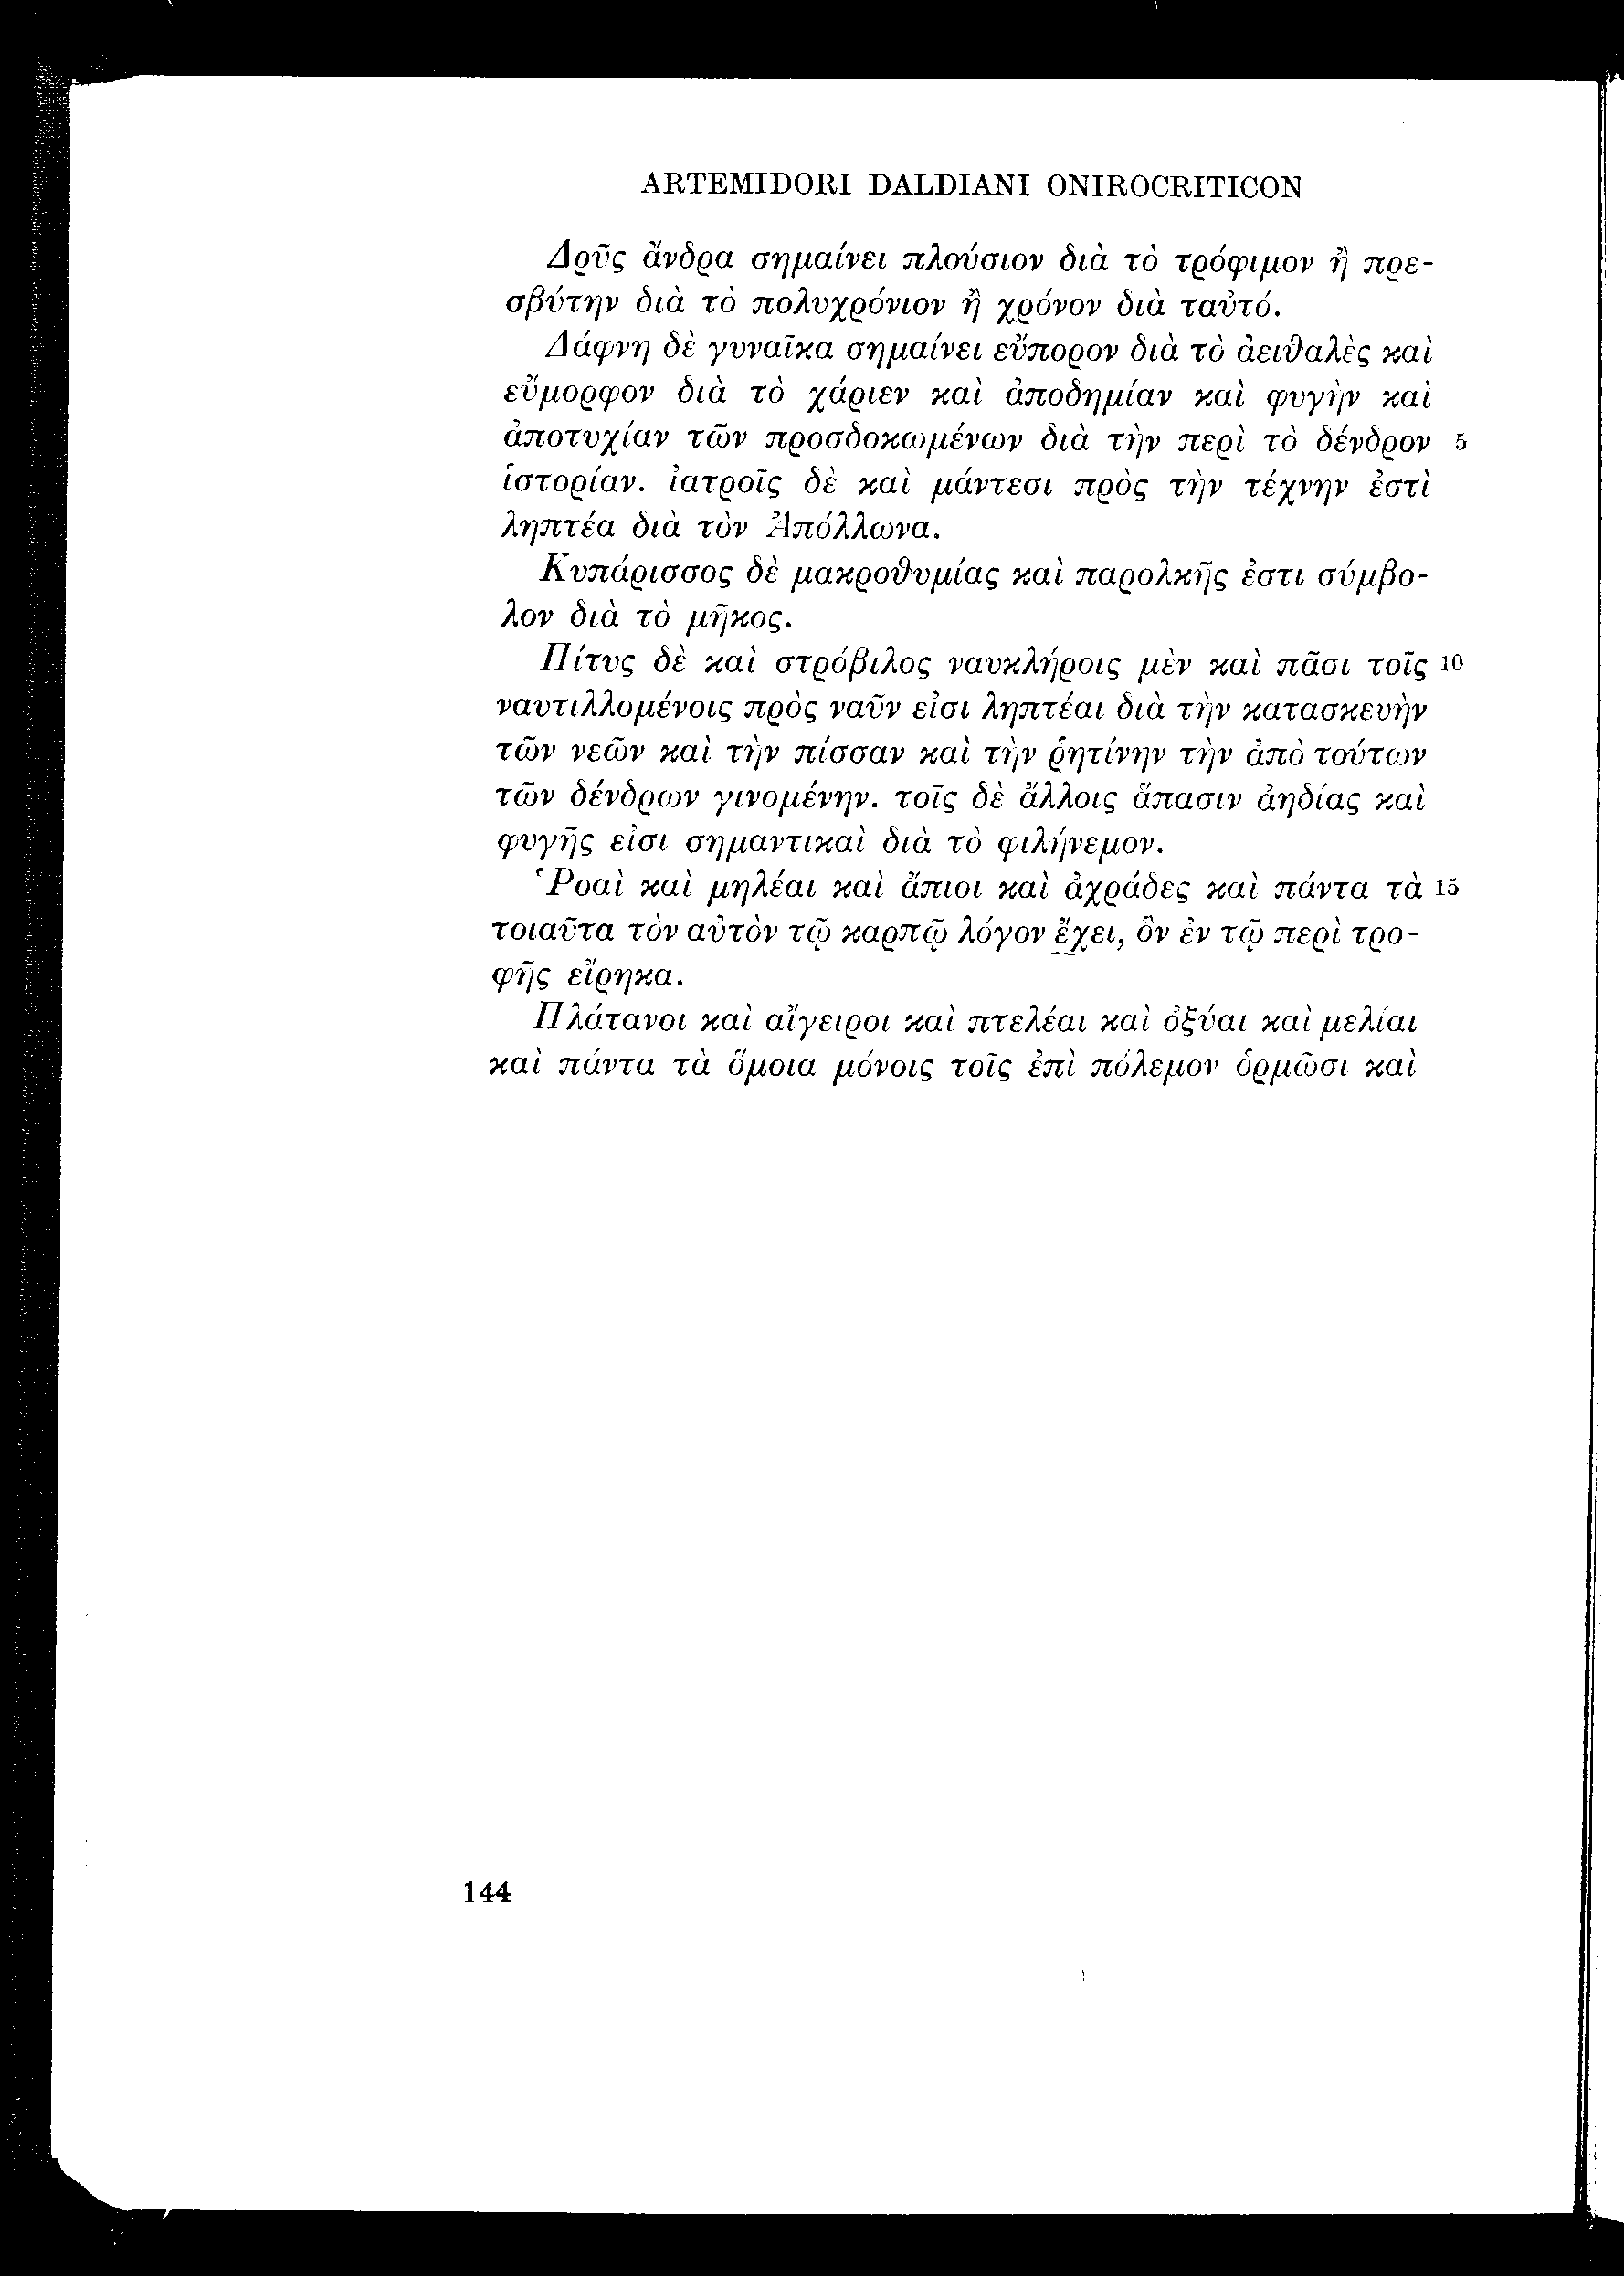 ARTEMIDORI DALDIANI ONIROCRITICON
Δρῦς ἄνδρα σημαίνει πλούσιον διὰ τὸ τρόφιμον ἢ πρε-
σβύτην διὰ τὸ πολυχρόνιον ἢ χρόνον διὰ ταὐτό.
Δάφνη δὲ γυναῖκα σημαίνει εὔπορον διὰ τὸ ἀειθαλὲς καὶ
εὔμορφον διὰ τὸ χάριεν καὶ ἀποδημίαν καὶ φυγὴν καὶ
ἀποτυχίαν τῶν προσδοκωμένων διὰ τὴν περὶ τὸ δένδρον 5
ἱστορίαν. ἰατροῖς δὲ καὶ μάντεσι πρὸς τὴν τέχνην ἐστὶ
ληπτέα διὰ τὸν Ἀπόλλωνα.
Κυπάρισσος δὲ μακροθυμίας καὶ παρολκῆς ἐστι σύμβο-
λον διὰ τὸ μῆκος.
Πίτυς δὲ καὶ στρόβιλος ναυκλήροις μὲν καὶ πᾶσι τοῖς 10
ναυτιλλομένοις πρὸς ναῦν εἰσι ληπτέαι διὰ τὴν κατασκευὴν
τῶν νεῶν καὶ τὴν πίσσαν καὶ τὴν ῥητίνην τὴν ἀπὸ τούτων
τῶν δένδρων γινομένην. τοῖς δὲ ἄλλοις ἅπασιν ἀηδίας καὶ
φυγῆς εἰσι σημαντικαὶ διὰ τὸ φιλήνεμον.
Ῥοαὶ καὶ μηλέαι καὶ ἄπιοι καὶ ἀχράδες καὶ πάντα τὰ 15
τοιαῦτα τὸν αὐτὸν τῷ καρπῷ λόγον ἔχει, ὃν ἐν τῷ περὶ τρο-
φῆς εἴρηκα.
Πλάτανοι καὶ αἴγειροι καὶ πτελέαι καὶ ὀξύαι καὶ μελίαι
καὶ πάντα τὰ ὅμοια μόνοις τοῖς ἐπὶ πόλεμον ὁρμῶσι καὶ
144